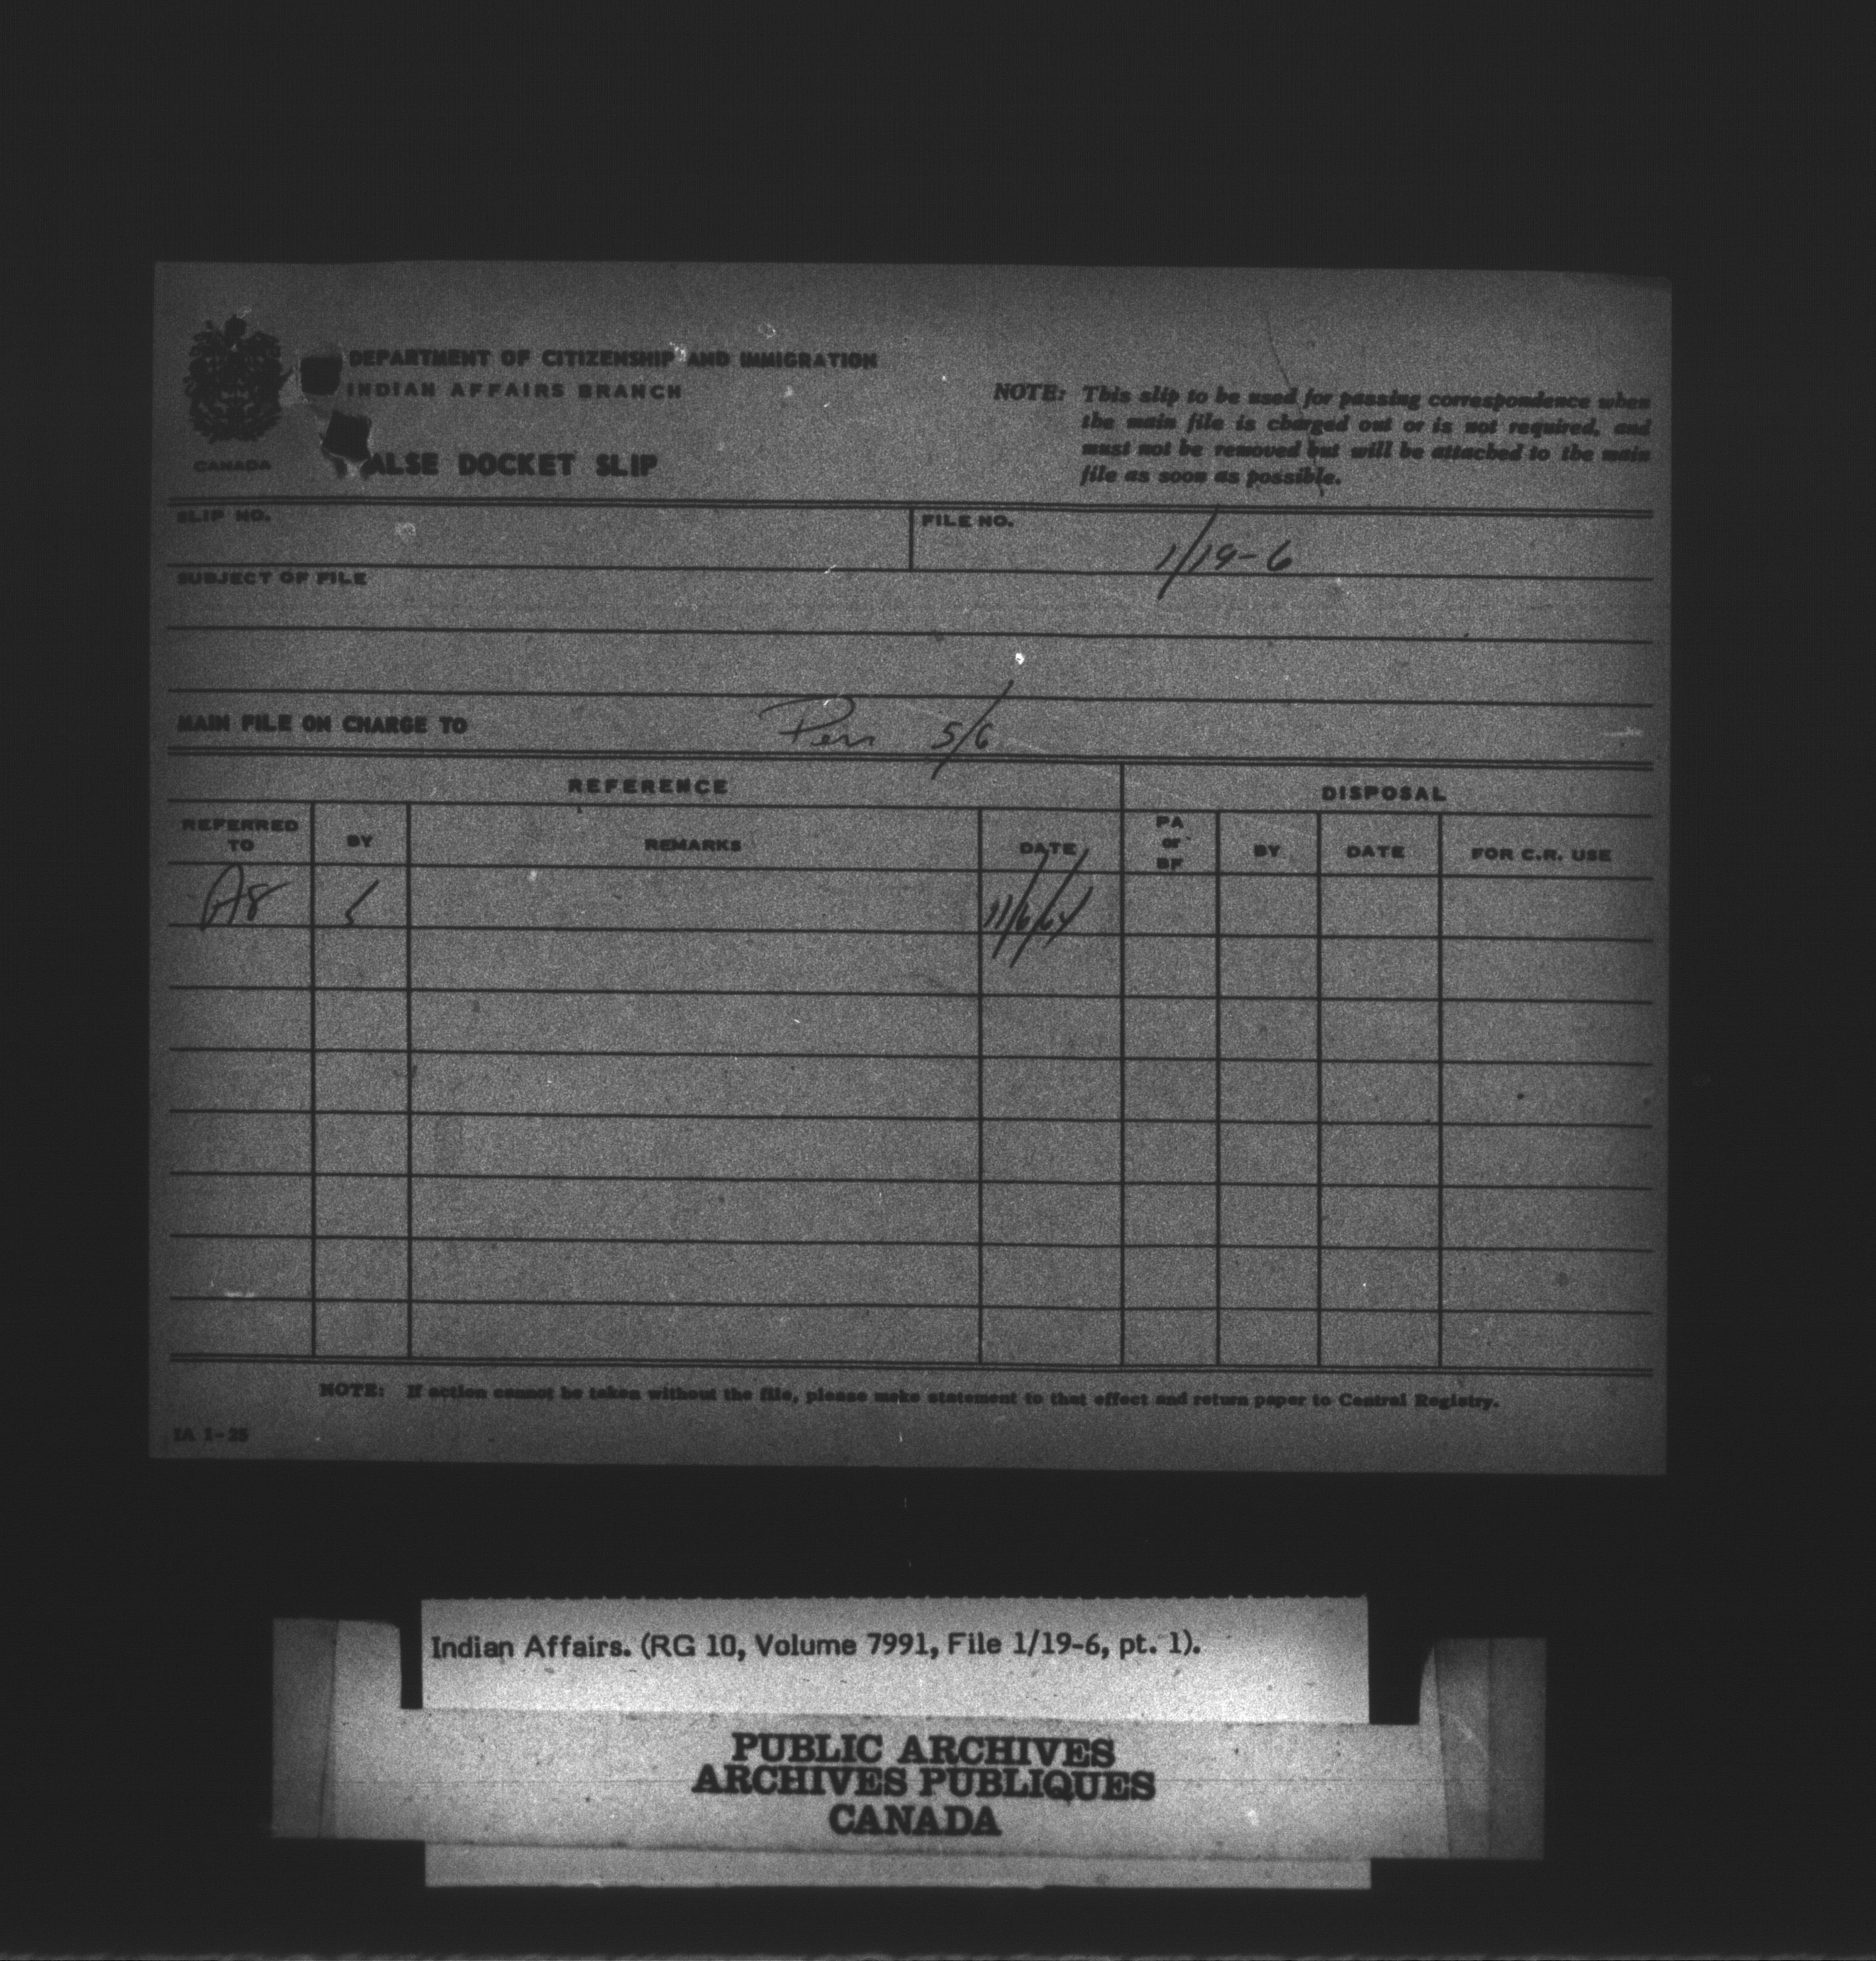 DEPARTMENT OF CITIZENSHIP AND IMMIGRATION
INDIAN AFFAIRS BRANCH
CANADA
ALSE DOCKET SLIP
NOTE: This slip to be used for passing correspondence when
the main file is charged out or is not required, and
must not be removed but will be attached to the main
file as soon as possible.
SLIP NO.
FILE NO. 1/19-6
SUBJECT OF FILE
MAIN FILE ON CHARGE TO 5/6
REFERENCE DISPOSAL
REFERRED TO BY REMARKS DATE PA or BF BY DATE FOR C.R. USE
A8 11/6/64
NOTE: If action cannot be taken without the file, please make statement to that effect and return paper to Central Registry.
IA 1-25
Indian Affairs. (RG 10, Volume 7991, File 1/19-6, pt. 1).
PUBLIC ARCHIVES
ARCHIVES PUBLIQUES
CANADA